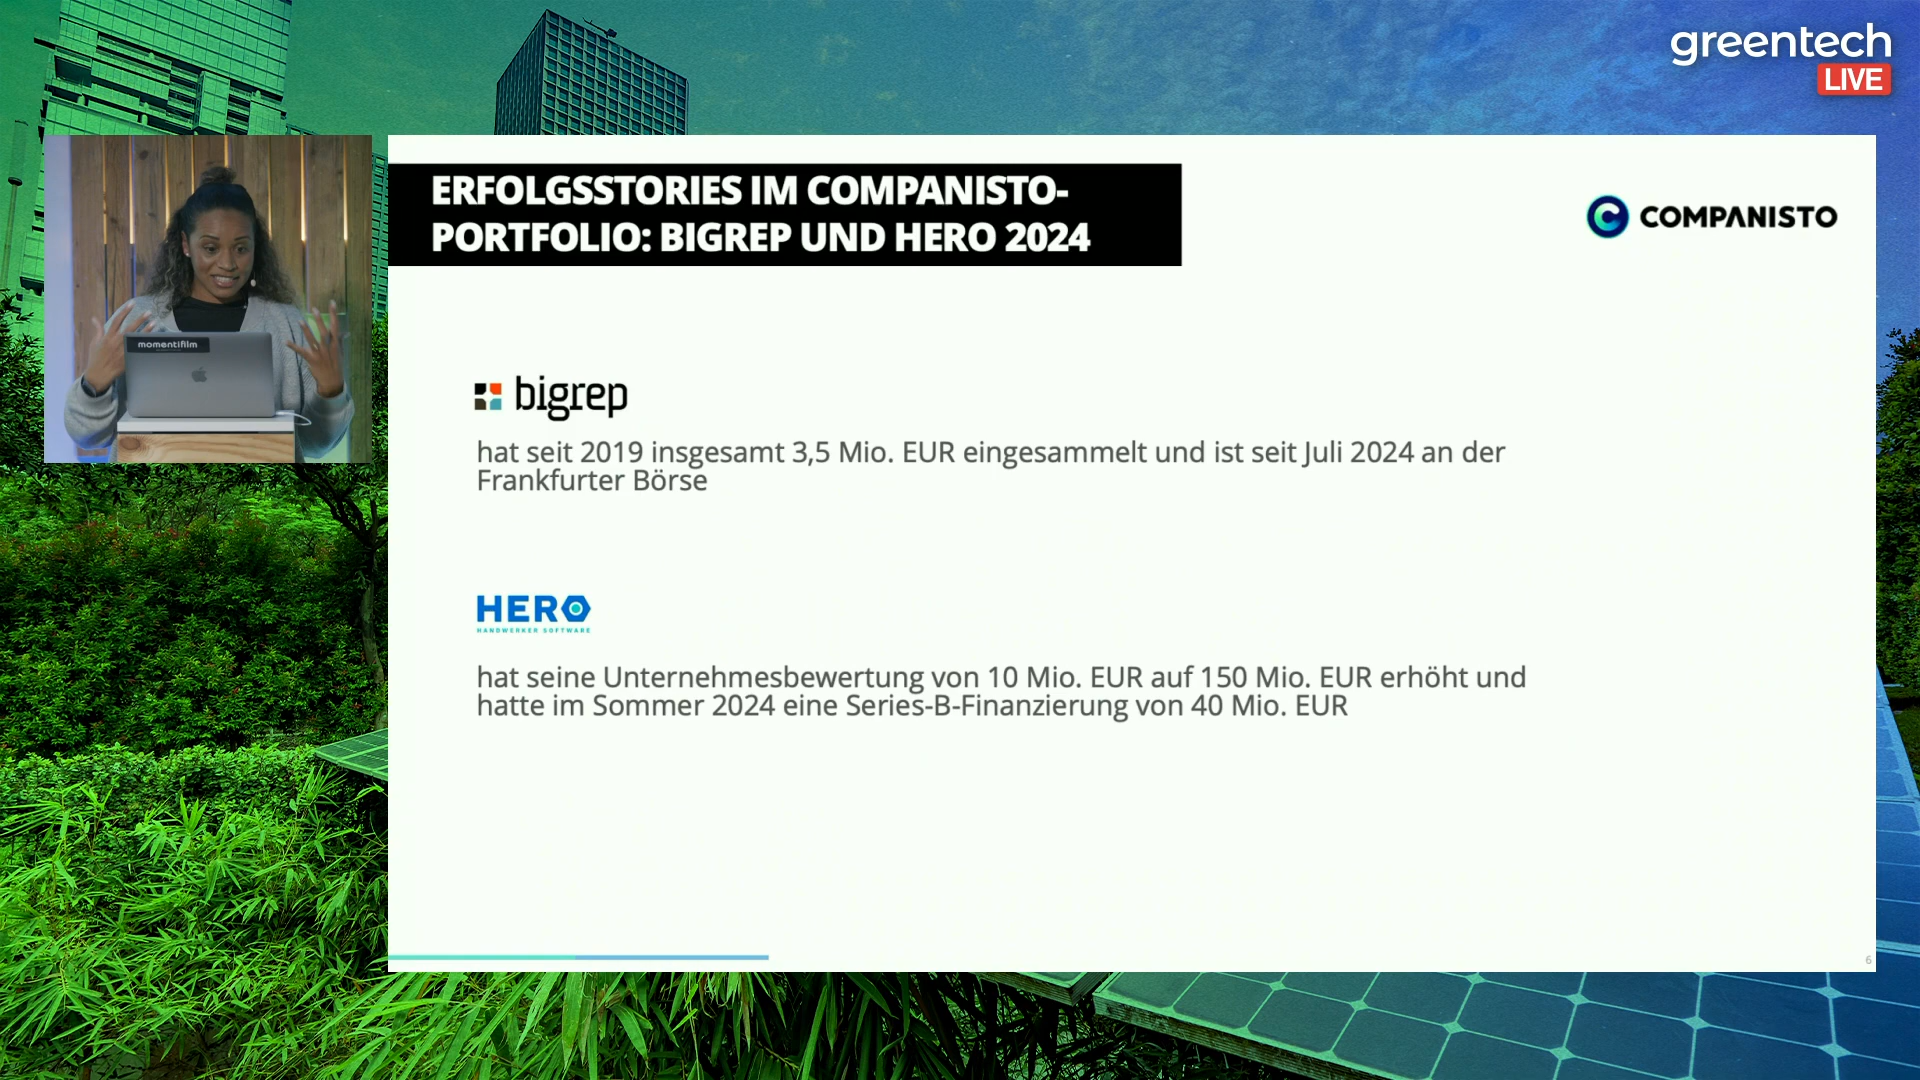 greentech
LIVE
momentifilm
ERFOLGSSTORIES IM COMPANISTO-
PORTFOLIO: BIGREP UND HERO 2024
COMPANISTO
bigrep
hat seit 2019 insgesamt 3,5 Mio. EUR eingesammelt und ist seit Juli 2024 an der
Frankfurter Börse
HERO
HANDWERKER SOFTWARE
hat seine Unternehmesbewertung von 10 Mio. EUR auf 150 Mio. EUR erhöht und
hatte im Sommer 2024 eine Series-B-Finanzierung von 40 Mio. EUR
6